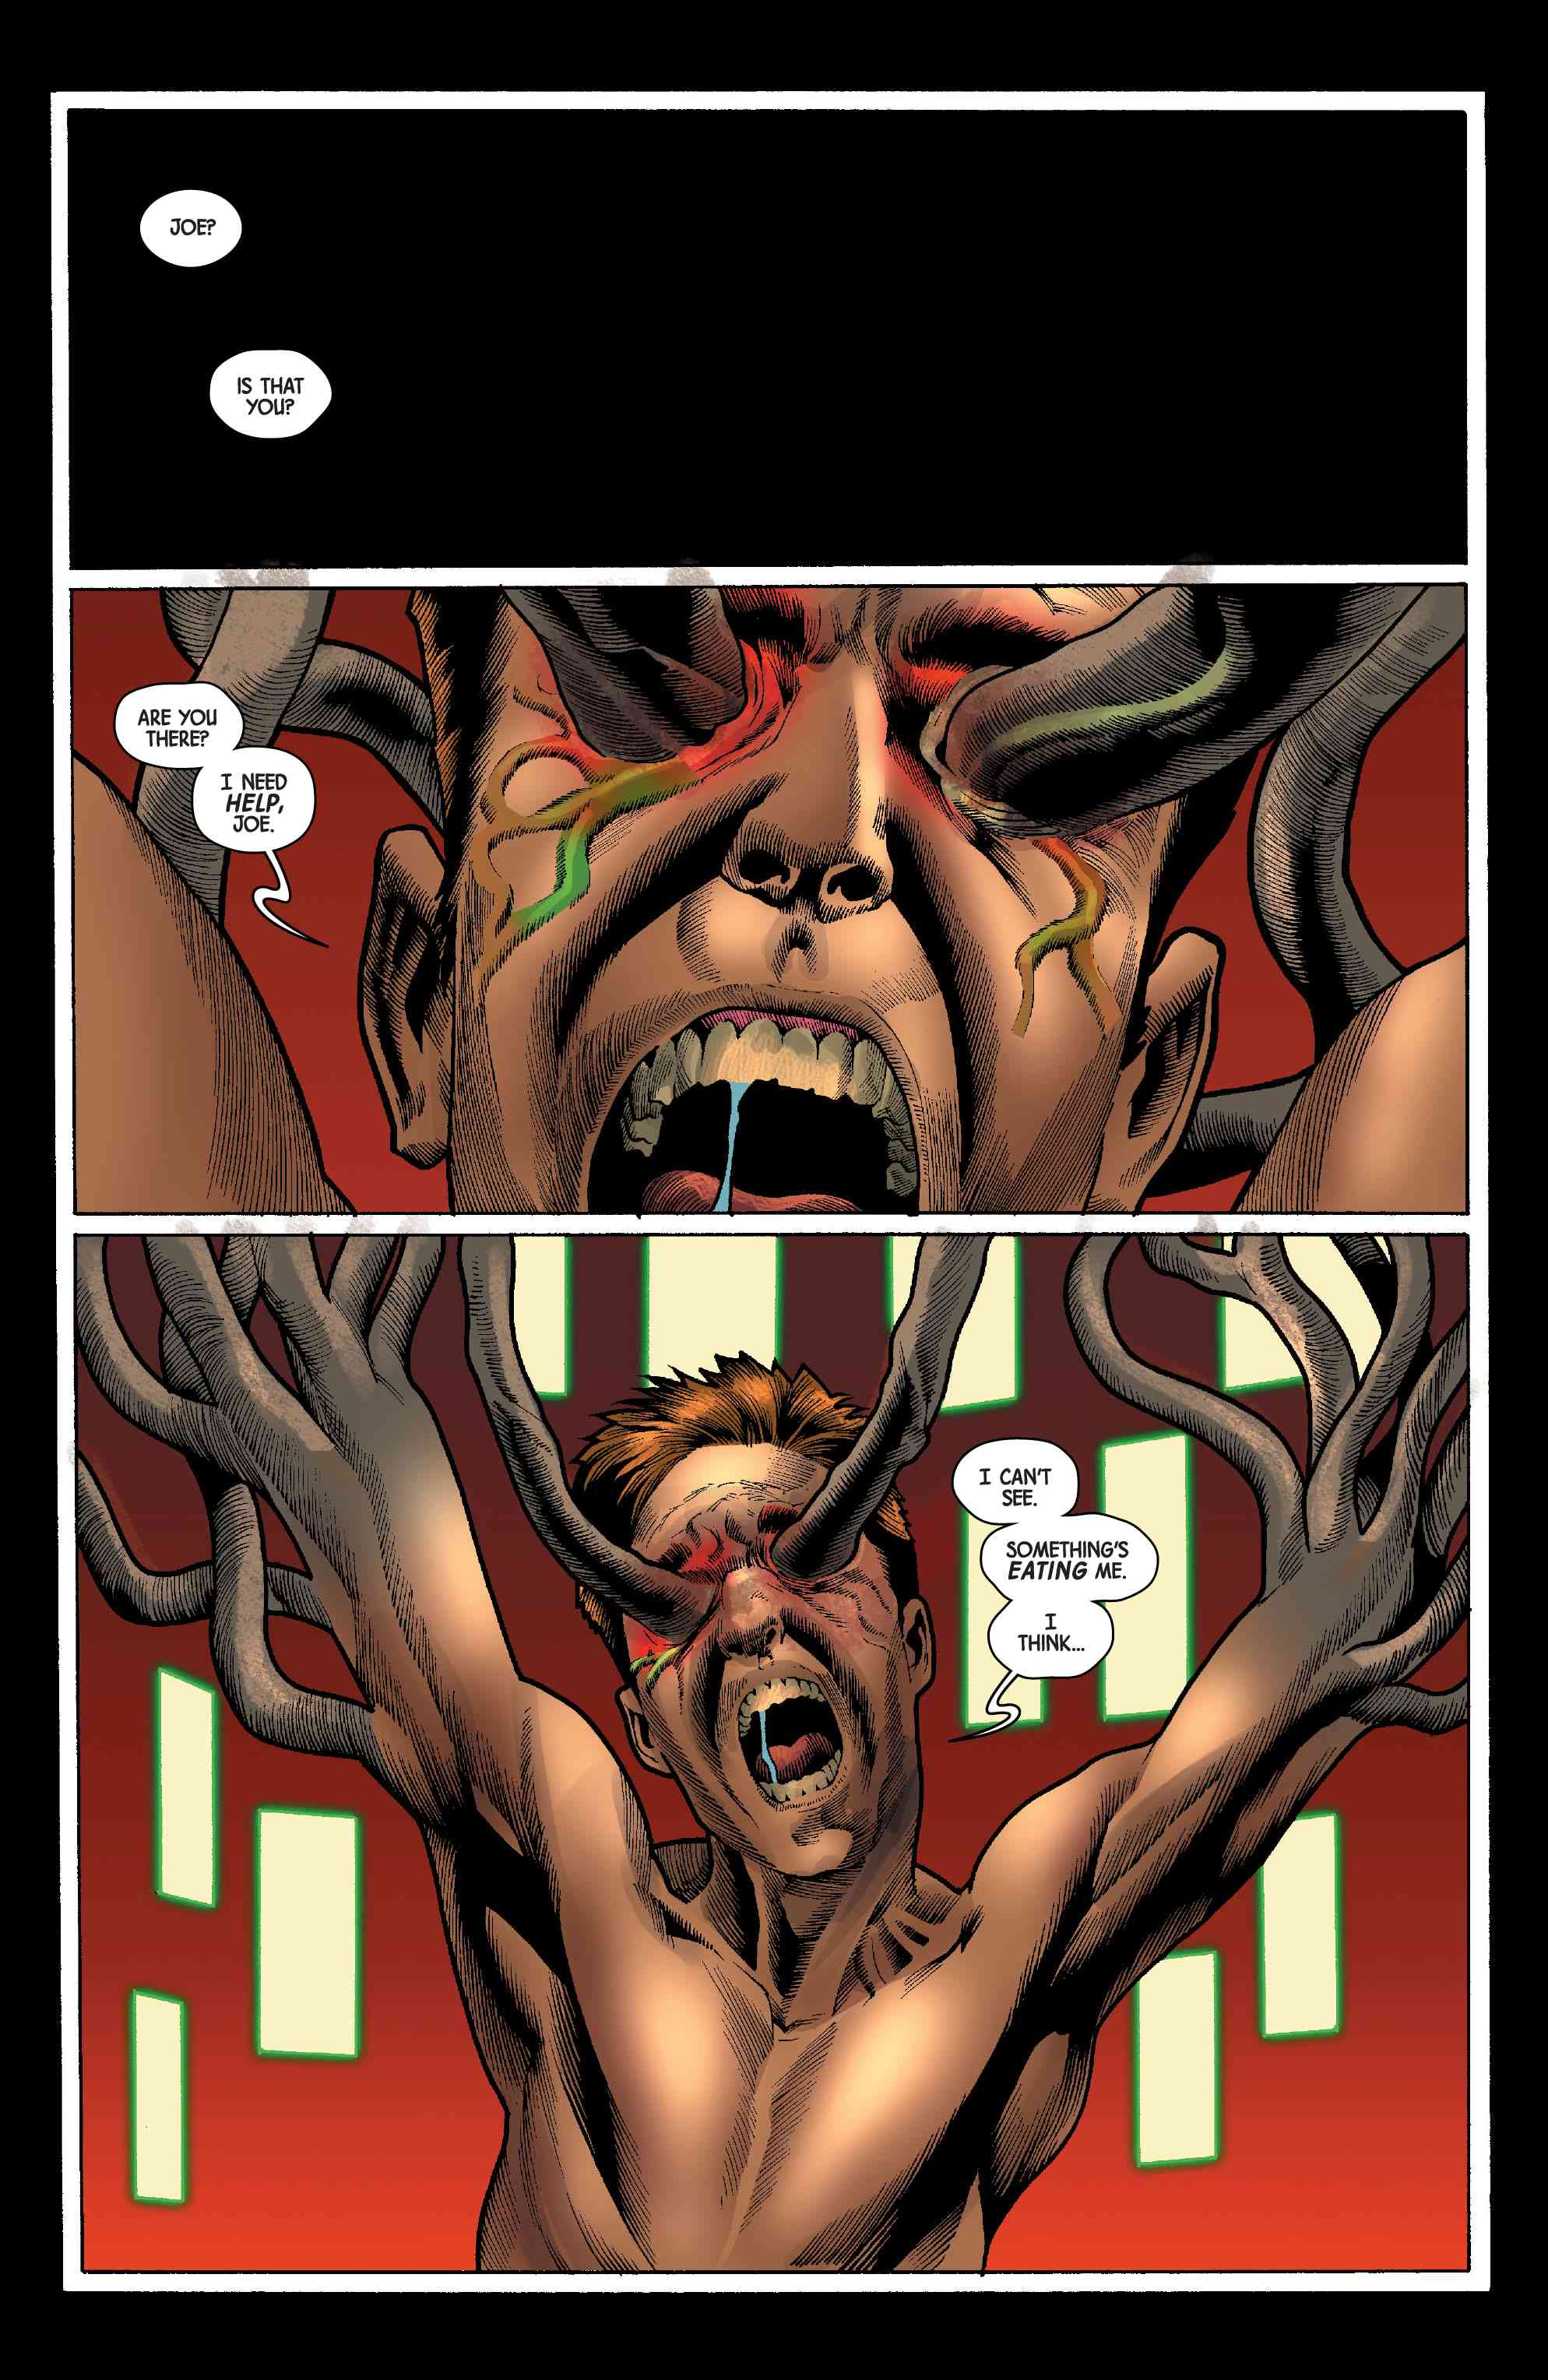 JOE?
IS THAT
YOU?
ARE YOU
THERE?
I NEED
HELP,
JOE.
I CAN'T
SEE.
SOMETHING'S
EATING ME.
I
THINK...